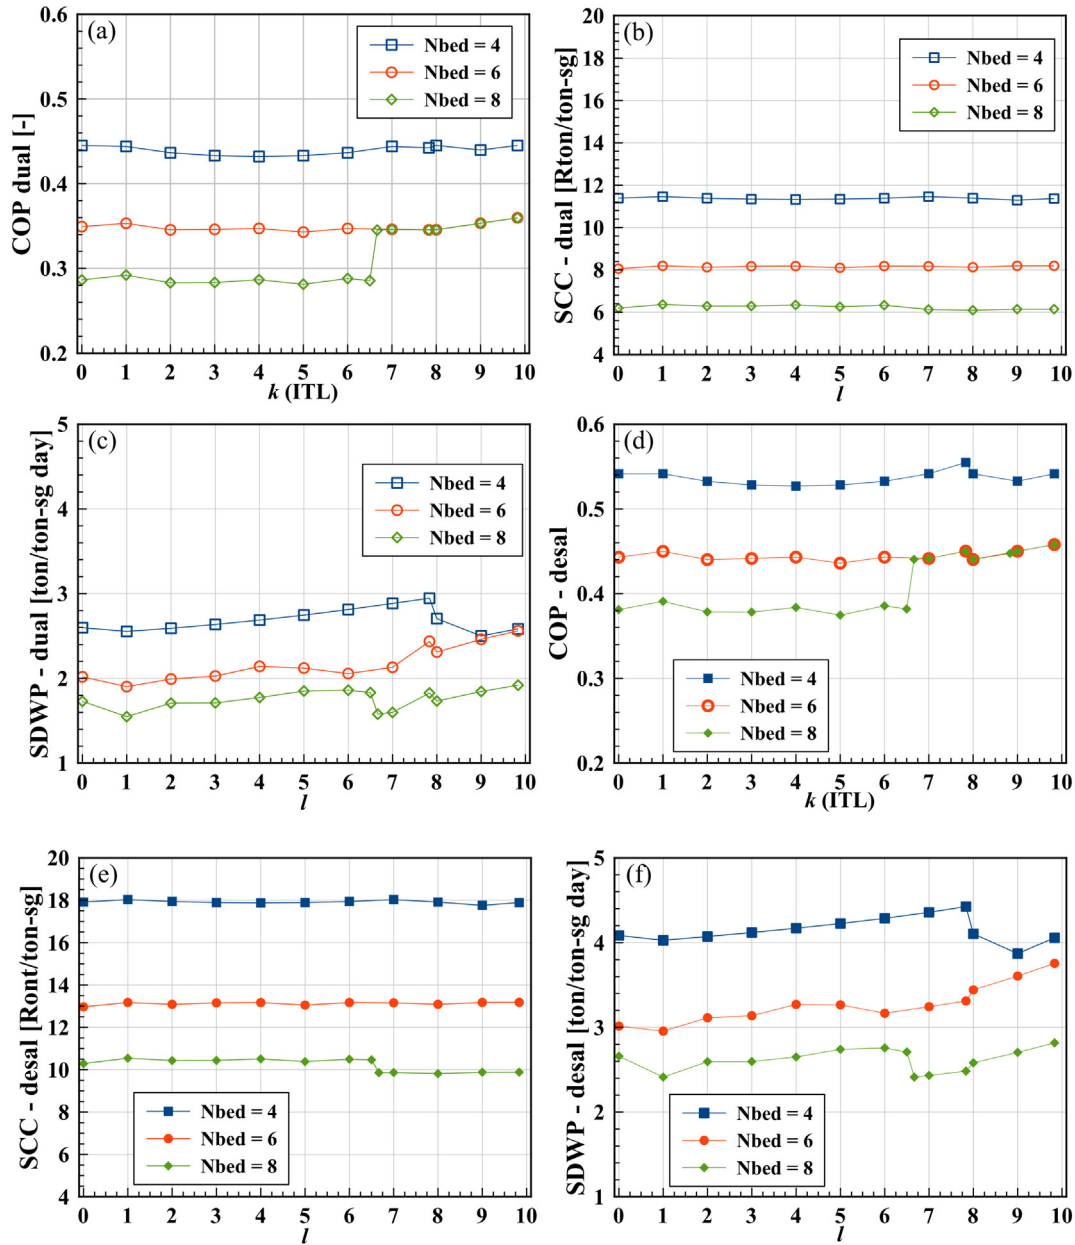 (a)
COP dual [-]
0.6
0.5
0.4
0.3
0.2
Nbed = 4
Nbed = 6
Nbed = 8
0 1 2 3 4 5 6 7 8 9 10
k (ITL)
(b)
SCC - dual [Rton/ton-sg]
20
18
16
14
12
10
8
6
4
Nbed = 4
Nbed = 6
Nbed = 8
0 1 2 3 4 5 6 7 8 9 10
l
(c)
SDWP - dual [ton/ton-sg day]
5
4
3
2
1
Nbed = 4
Nbed = 6
Nbed = 8
0 1 2 3 4 5 6 7 8 9 10
l
(d)
COP - desal
0.6
0.5
0.4
0.3
0.2
Nbed = 4
Nbed = 6
Nbed = 8
0 1 2 3 4 5 6 7 8 9 10
k (ITL)
(e)
SCC - desal [Ront/ton-sg]
20
18
16
14
12
10
8
6
4
Nbed = 4
Nbed = 6
Nbed = 8
0 1 2 3 4 5 6 7 8 9 10
l
(f)
SDWP - desal [ton/ton-sg day]
5
4
3
2
1
Nbed = 4
Nbed = 6
Nbed = 8
0 1 2 3 4 5 6 7 8 9 10
l